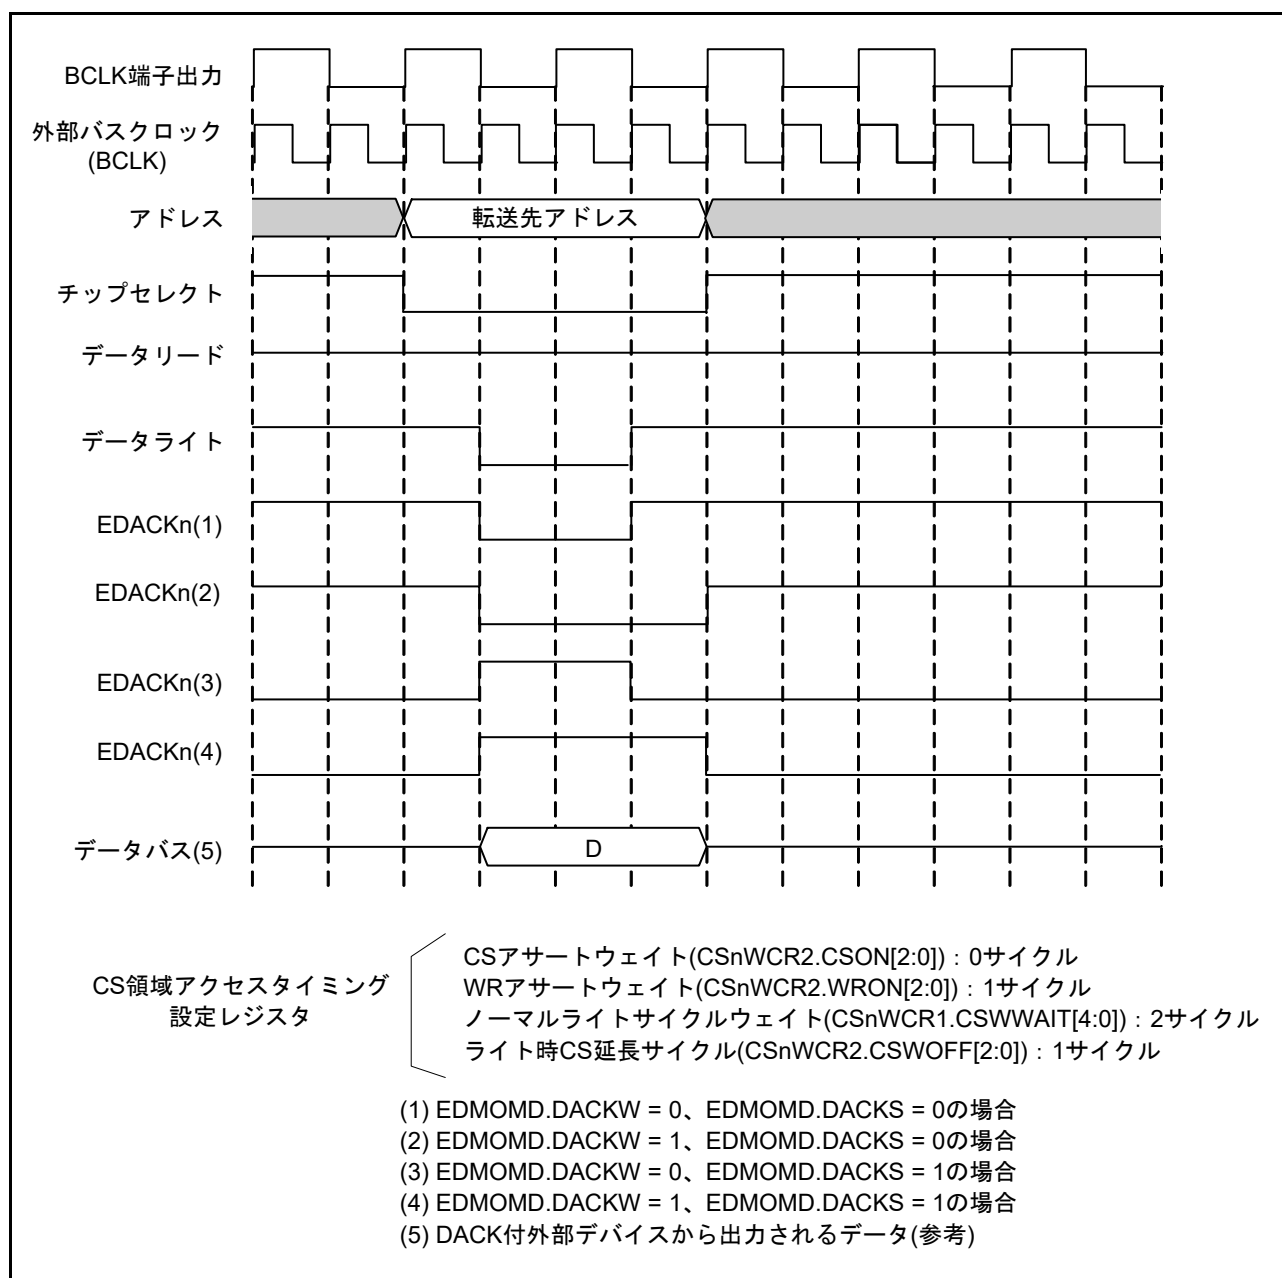 BCLK端子出力
外部バスクロック
(BCLK)
アドレス
転送先アドレス
チップセレクト
データリード
データライト
EDACKn(1)
EDACKn(2)
EDACKn(3)
EDACKn(4)
データバス(5)
D
CS領域アクセスタイミング
設定レジスタ
CSアサートウェイト(CSnWCR2.CSON[2:0])：0サイクル
WRアサートウェイト(CSnWCR2.WRON[2:0])：1サイクル
ノーマルライトサイクルウェイト(CSnWCR1.CSWWAIT[4:0])：2サイクル
ライト時CS延長サイクル(CSnWCR2.CSWOFF[2:0])：1サイクル
(1) EDMOMD.DACKW = 0、EDMOMD.DACKS = 0の場合
(2) EDMOMD.DACKW = 1、EDMOMD.DACKS = 0の場合
(3) EDMOMD.DACKW = 0、EDMOMD.DACKS = 1の場合
(4) EDMOMD.DACKW = 1、EDMOMD.DACKS = 1の場合
(5) DACK付外部デバイスから出力されるデータ(参考)